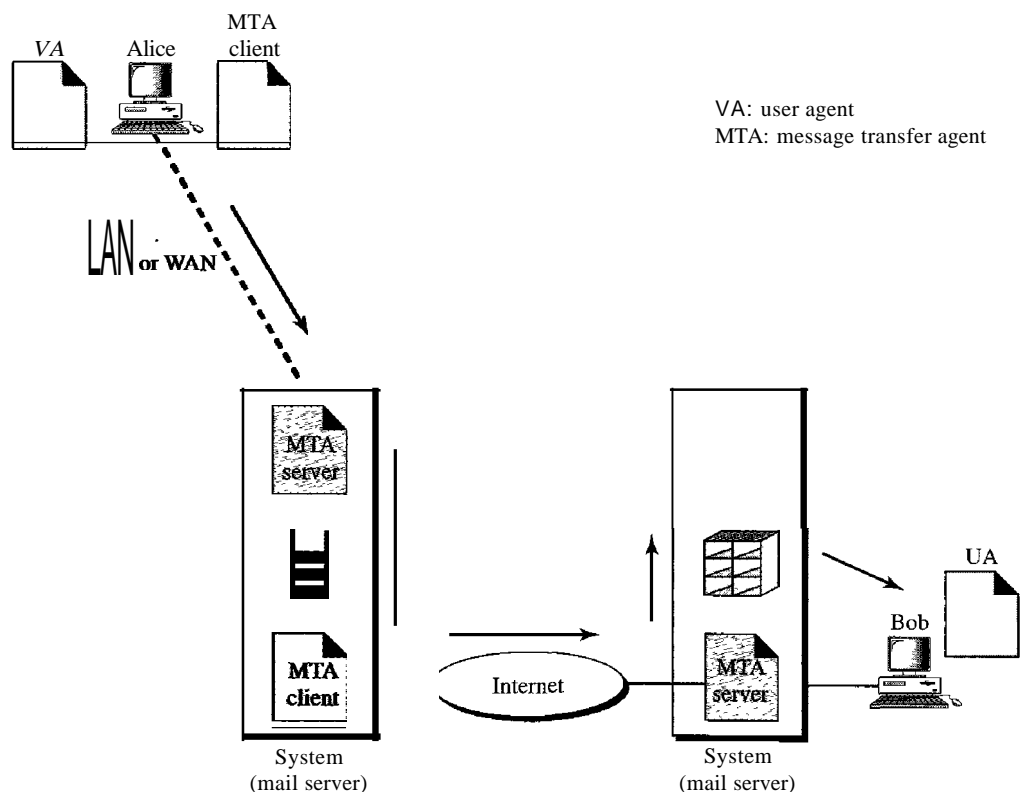 MTA
VA Alice client
VA: user agent
MTA: message transfer agent
LAN or WAN
MTA
server
MTA
client
System
(mail server)
Internet
MTA
server
System
(mail server)
UA
Bob